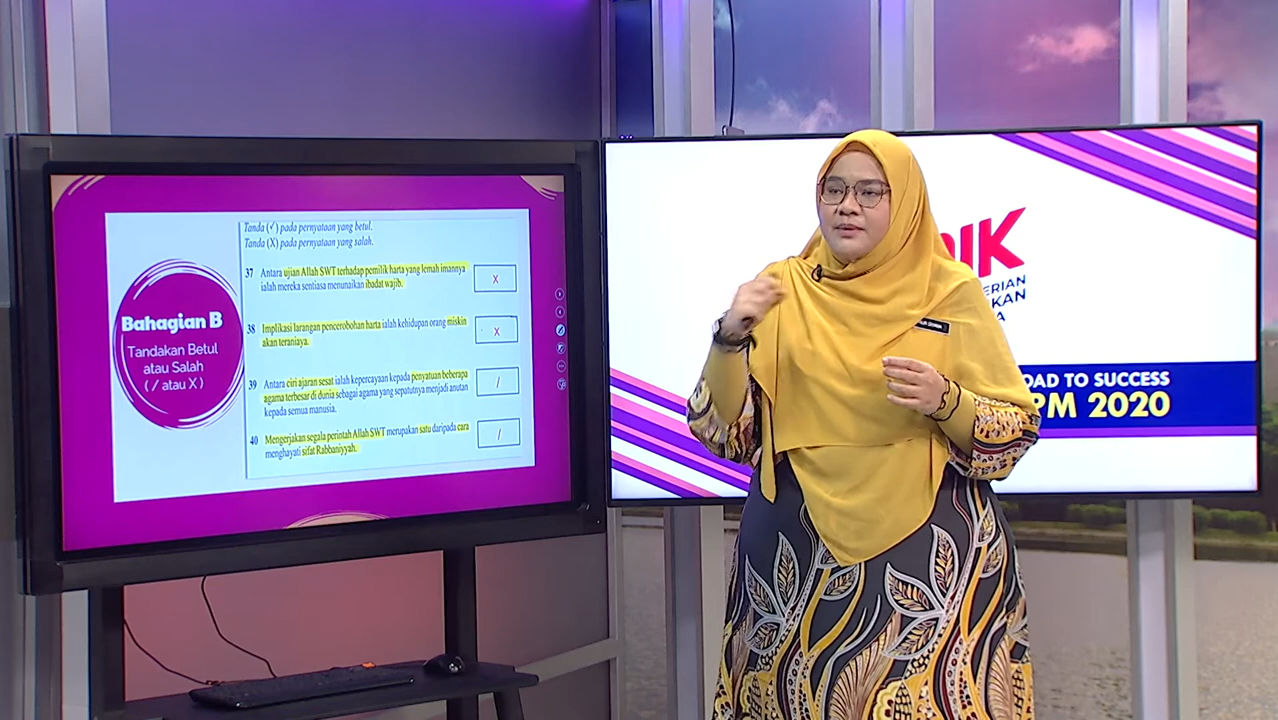 Tanda (✓) pada pernyataan yang betul.
Tanda (X) pada pernyataan yang salah.
Bahagian B
Tandakan Betul
atau Salah
( / atau X )
37 Antara ujian Allah SWT terhadap pemilik harta yang lemah imannya
ialah mereka sentiasa menunaikan ibadat wajib.
X
38 Implikasi larangan pencerobohan harta ialah kehidupan orang miskin
akan teraniaya.
X
39 Antara ciri ajaran sesat ialah kepercayaan kepada penyatuan beberapa
agama terbesar di dunia sebagai agama yang sepatutnya menjadi anutan
kepada semua manusia.
/
40 Mengerjakan segala perintah Allah SWT merupakan satu daripada cara
menghayati sifat Rabbaniyyah.
/
DIK
ERIAN
KAN
A
OAD TO SUCCESS
PM 2020